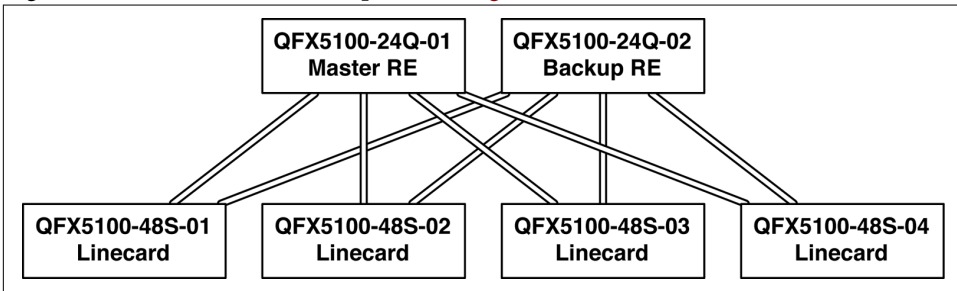 QFX5100-24Q-01
Master RE
QFX5100-24Q-02
Backup RE
QFX5100-48S-01
Linecard
QFX5100-48S-02
Linecard
QFX5100-48S-03
Linecard
QFX5100-48S-04
Linecard